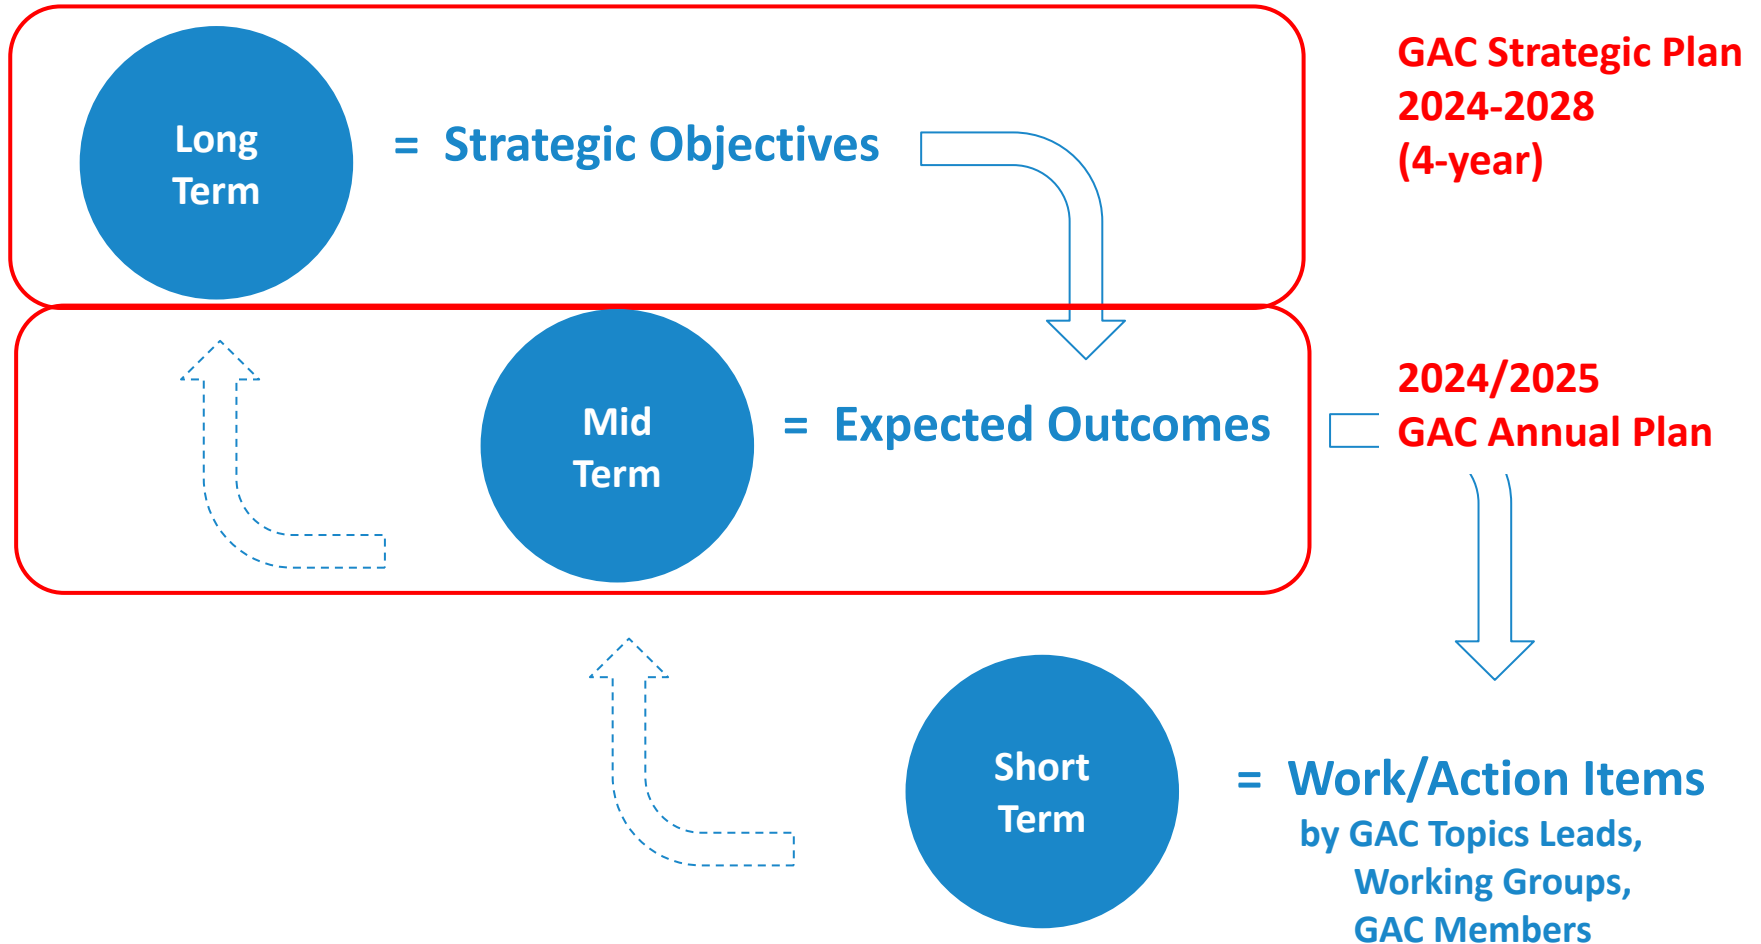 Long
Term
= Strategic Objectives
GAC Strategic Plan
2024-2028
(4-year)
Mid
Term
= Expected Outcomes
2024/2025
GAC Annual Plan
Short
Term
= Work/Action Items
by GAC Topics Leads,
Working Groups,
GAC Members